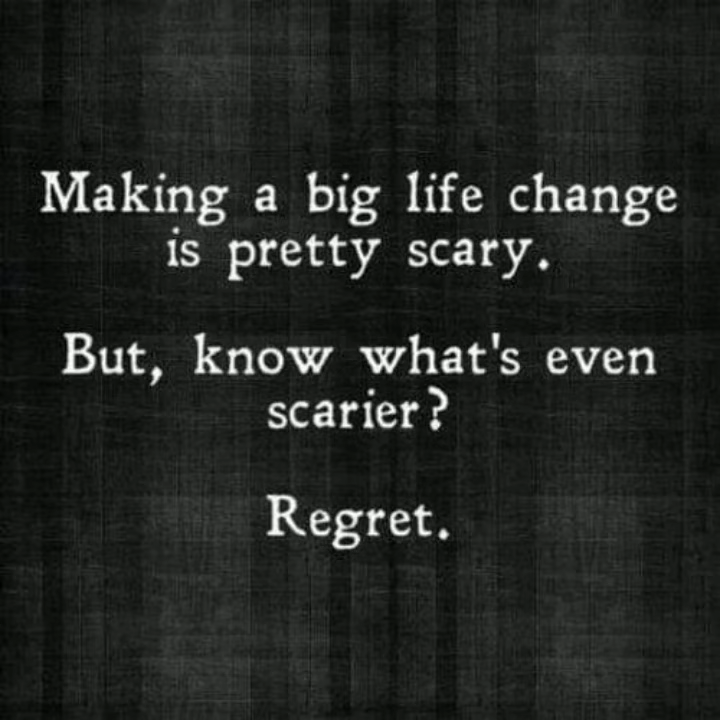 Making a big life change
is pretty scary.
But, know what's even
scarier?
Regret.